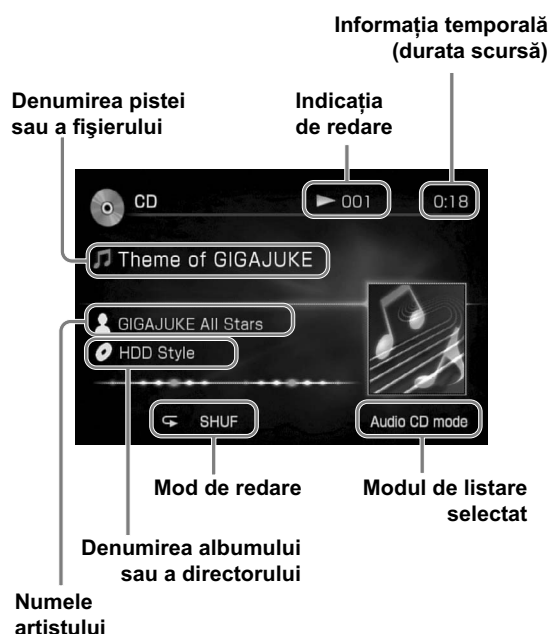 Informația temporală
(durata scursă)
Denumirea pistei
sau a fişierului
Indicația
de redare
CD
001
0:18
Theme of GIGAJUKE
GIGAJUKE All Stars
HDD Style
SHUF
Audio CD mode
Mod de redare
Modul de listare
selectat
Denumirea albumului
sau a directorului
Numele
artistului